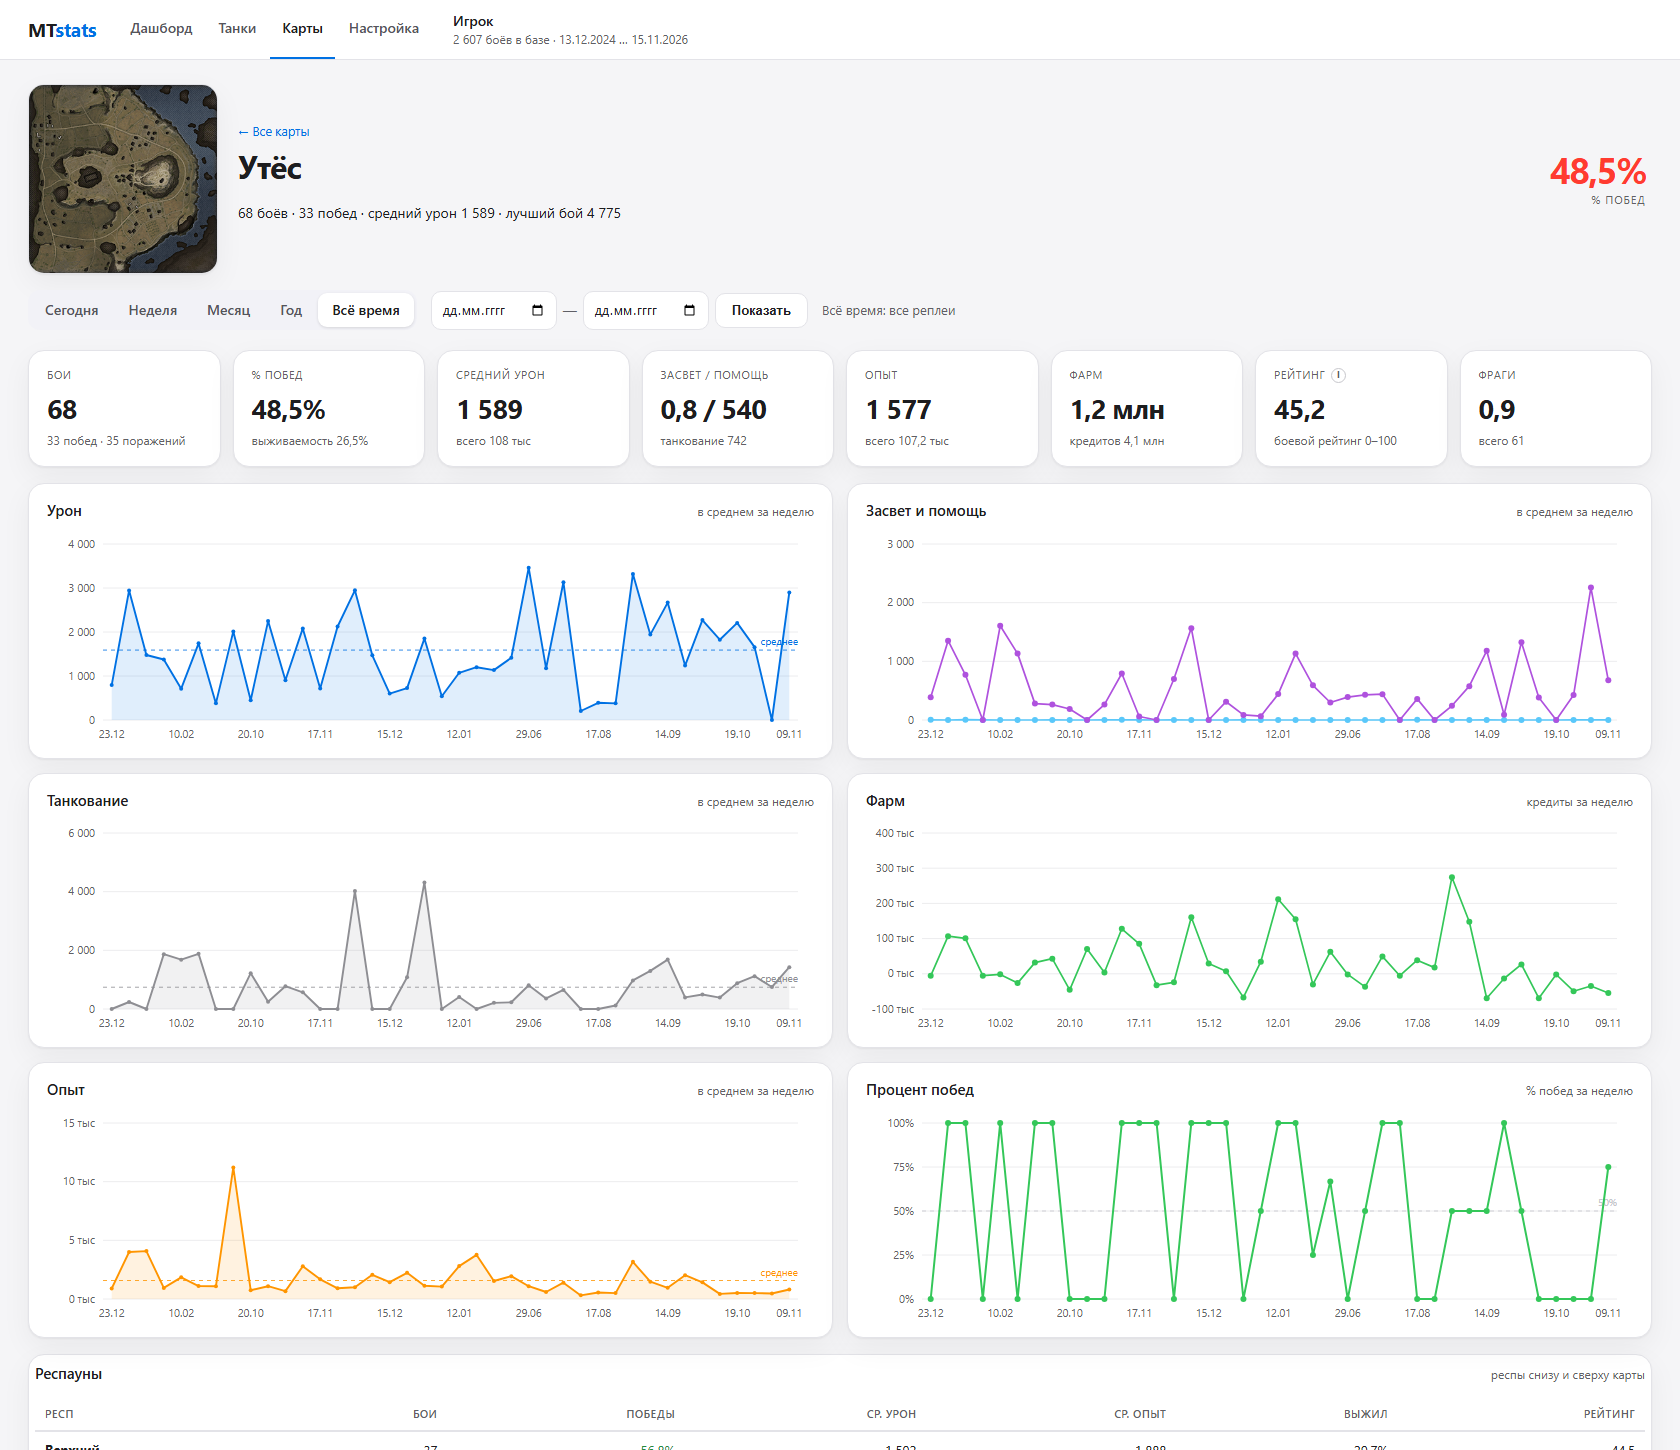 MTstats Дашборд Танки Карты Настройка
Игрок
2 607 боёв в базе · 13.12.2024 ... 15.11.2026
← Все карты
Утёс
68 боёв · 33 побед · средний урон 1 589 · лучший бой 4 775
48,5%
% ПОБЕД
Сегодня Неделя Месяц Год Всё время дд.мм.гггг — дд.мм.гггг Показать Всё время: все реплеи
БОИ
68
33 побед · 35 поражений
% ПОБЕД
48,5%
выживаемость 26,5%
СРЕДНИЙ УРОН
1 589
всего 108 тыс
ЗАСВЕТ / ПОМОЩЬ
0,8 / 540
танкование 742
ОПЫТ
1 577
всего 107,2 тыс
ФАРМ
1,2 млн
кредитов 4,1 млн
РЕЙТИНГ I
45,2
боевой рейтинг 0–100
ФРАГИ
0,9
всего 61
Урон в среднем за неделю
4 000
3 000
2 000
среднее
1 000
0
23.12 10.02 20.10 17.11 15.12 12.01 29.06 17.08 14.09 19.10 09.11
Засвет и помощь в среднем за неделю
3 000
2 000
1 000
0
23.12 10.02 20.10 17.11 15.12 12.01 29.06 17.08 14.09 19.10 09.11
Танкование в среднем за неделю
6 000
4 000
2 000
среднее
0
23.12 10.02 20.10 17.11 15.12 12.01 29.06 17.08 14.09 19.10 09.11
Фарм кредиты за неделю
400 тыс
300 тыс
200 тыс
100 тыс
0 тыс
-100 тыс
23.12 10.02 20.10 17.11 15.12 12.01 29.06 17.08 14.09 19.10 09.11
Опыт в среднем за неделю
15 тыс
10 тыс
5 тыс
среднее
0 тыс
23.12 10.02 20.10 17.11 15.12 12.01 29.06 17.08 14.09 19.10 09.11
Процент побед % побед за неделю
100%
75%
50%
50%
25%
0%
23.12 10.02 20.10 17.11 15.12 12.01 29.06 17.08 14.09 19.10 09.11
Респауны респы снизу и сверху карты
РЕСП БОИ ПОБЕДЫ СР. УРОН СР. ОПЫТ ВЫЖИЛ РЕЙТИНГ
Верхний 37 56,8%